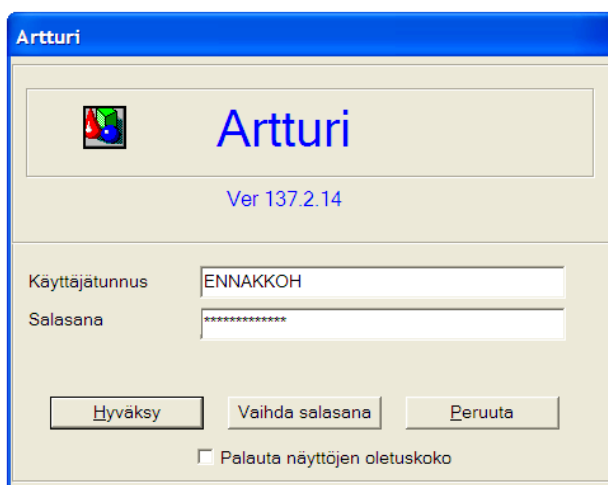 Artturi
Artturi
Ver 137.2.14
Käyttäjätunnus ENNAKKOH
Salasana *************
Hyväksy Vaihda salasana Peruuta
Palauta näyttöjen oletuskoko